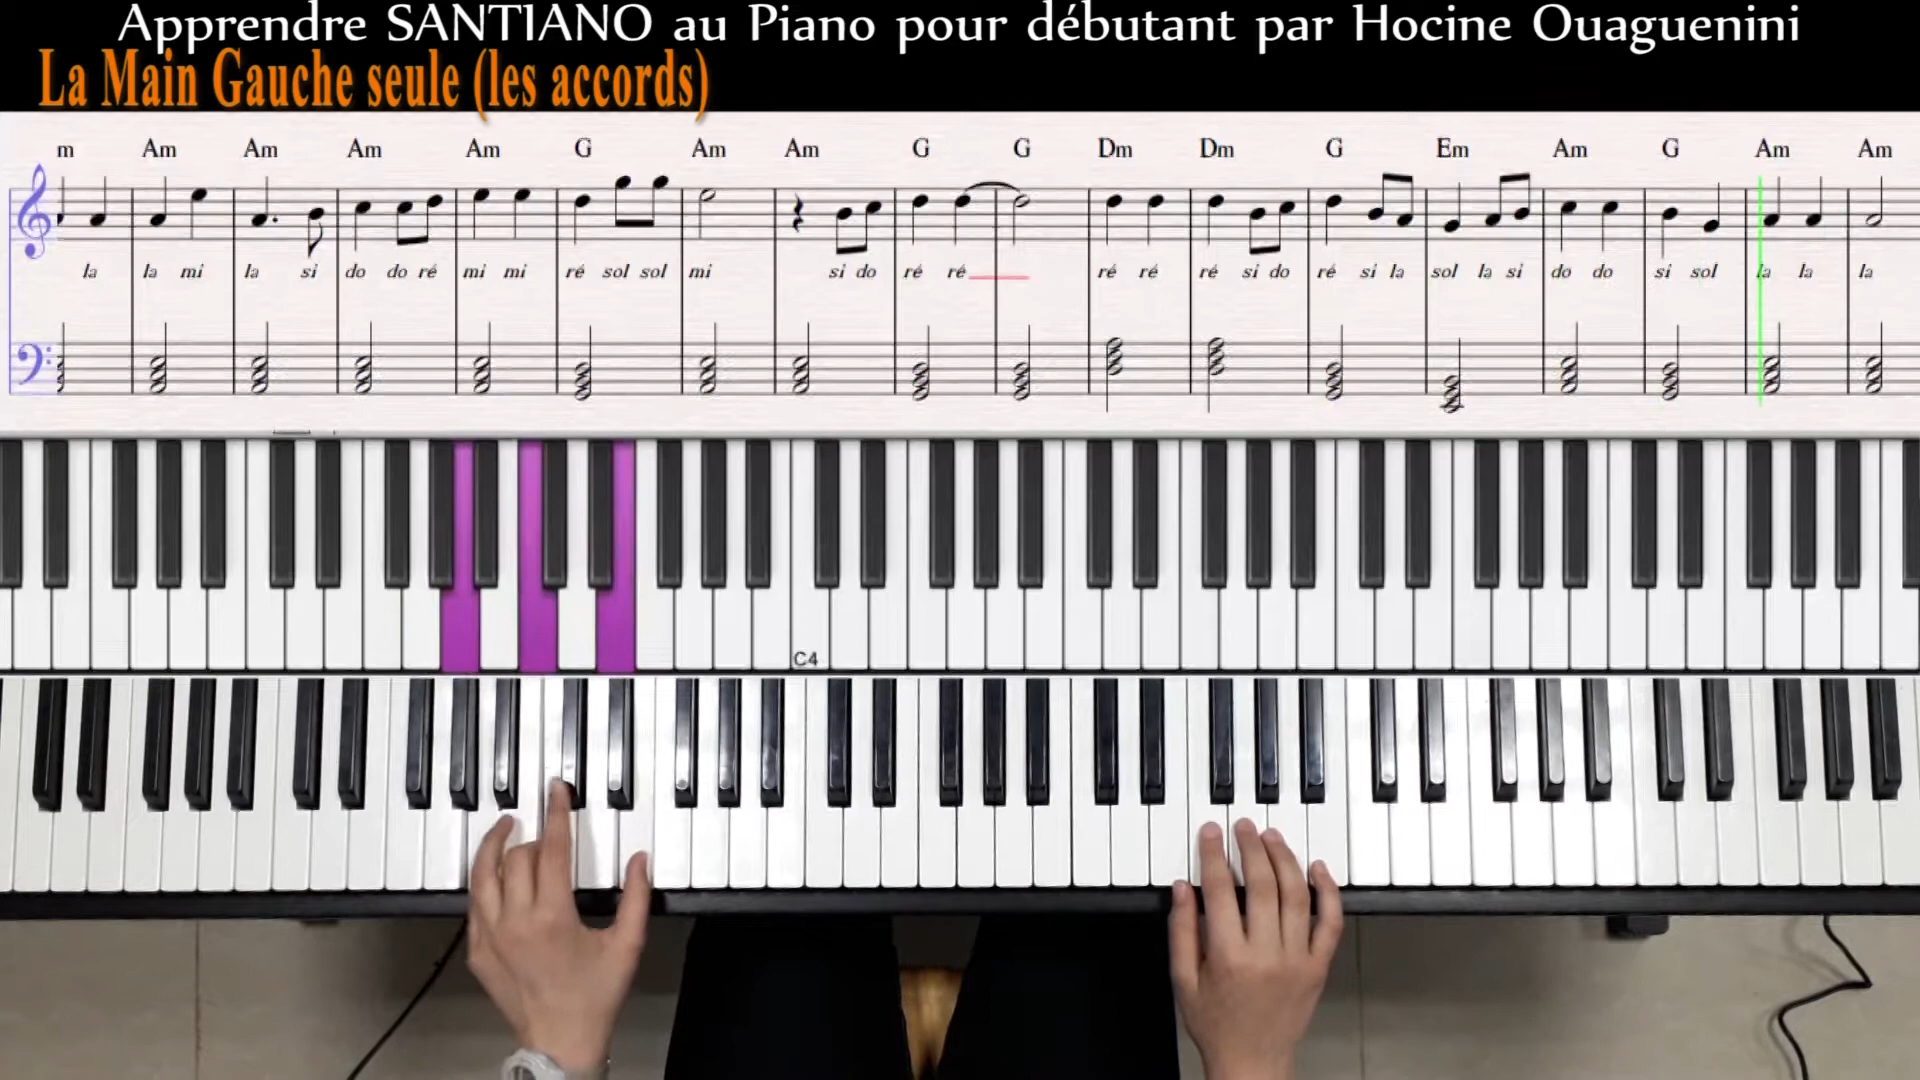 Apprendre SANTIANO au Piano pour débutant par Hocine Ouaguenini
La Main Gauche seule (les accords)
m Am Am Am Am G Am Am G G Dm Dm G Em Am G Am Am
la la mi la si do do ré mi mi ré sol sol mi si do ré ré ré ré ré si do ré si la sol la si do do si sol la la la
C4